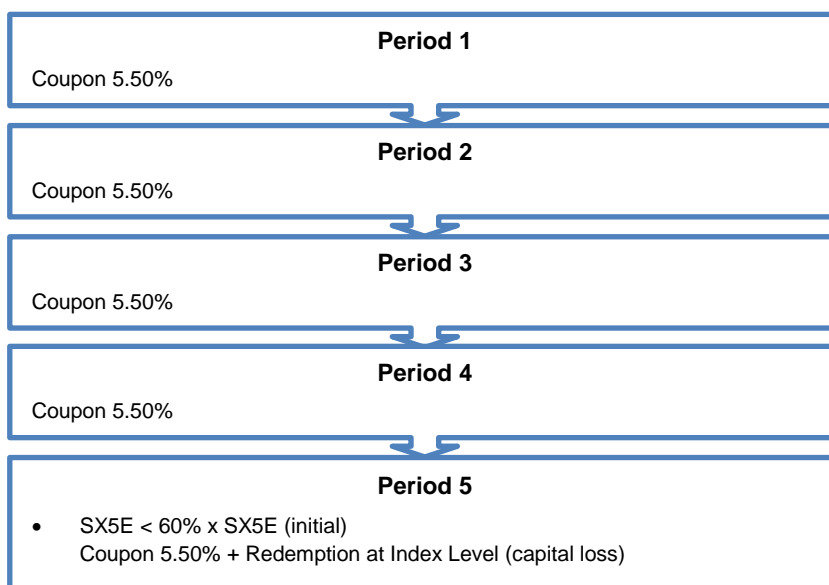 Period 1
Coupon 5.50%
Period 2
Coupon 5.50%
Period 3
Coupon 5.50%
Period 4
Coupon 5.50%
Period 5
• SX5E < 60% x SX5E (initial)
Coupon 5.50% + Redemption at Index Level (capital loss)